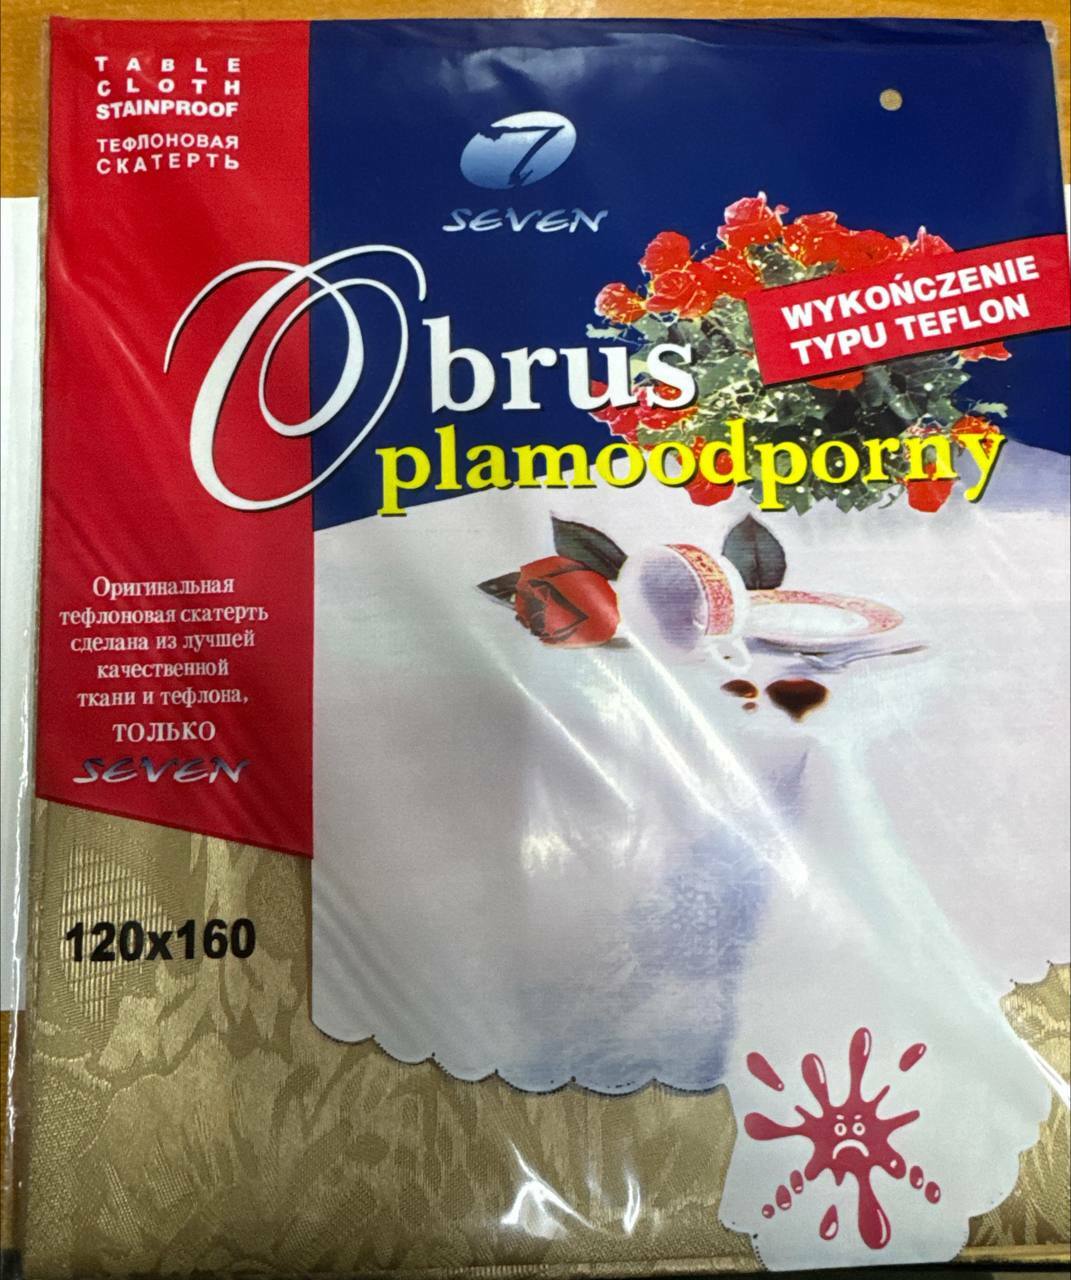 TABLE
CLOTH
STAINPROOF
ТЕФЛОНОВАЯ
СКАТЕРТЬ
7
SEVEN
WYKOŃCZENIE
TYPU TEFLON
Obrus
plamoodporny
Оригинальная
тефлоновая скатерть
сделана из лучшей
качественной
ткани и тефлона,
ТОЛЬКО
SEVEN
120x160